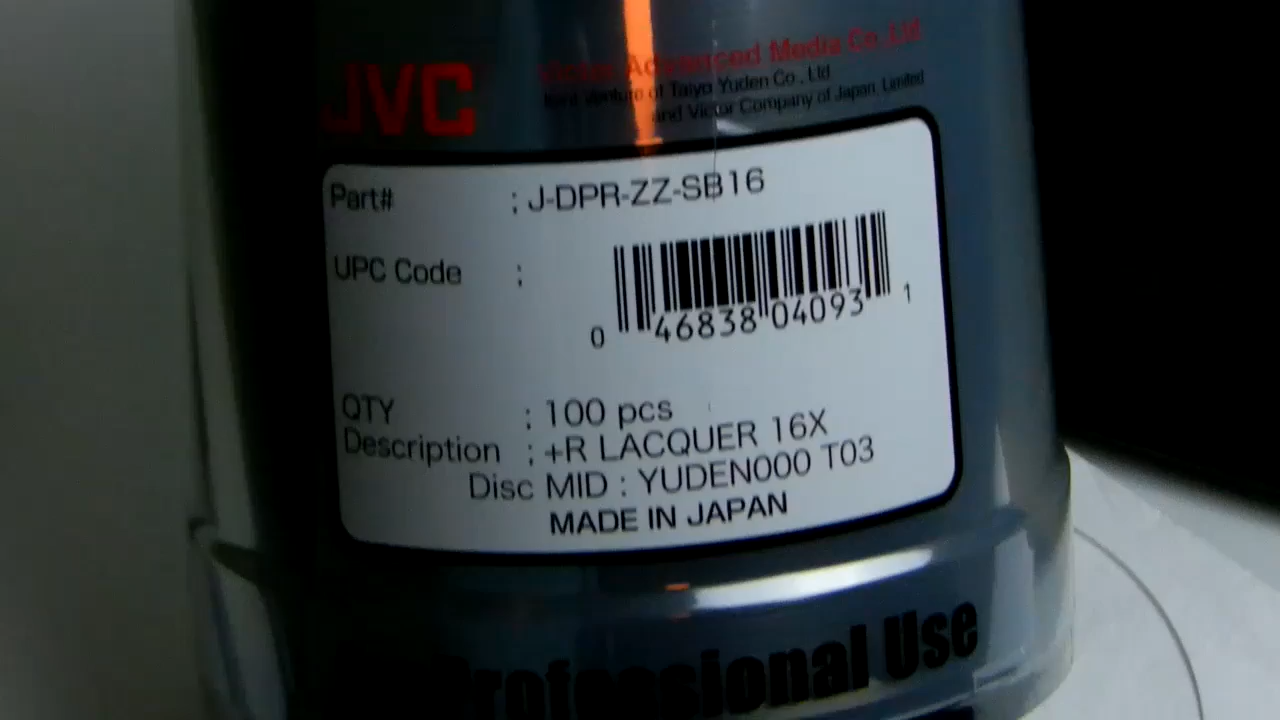 JVC
Victor Advanced Media Co.,Ltd.
Joint venture of Taiyo Yuden Co., Ltd.
and Victor Company of Japan, Limited
Part# : J-DPR-ZZ-SB16
UPC Code :
0 46838 04093 1
QTY : 100 pcs
Description : +R LACQUER 16X
Disc MID : YUDEN000 T03
MADE IN JAPAN
Professional Use